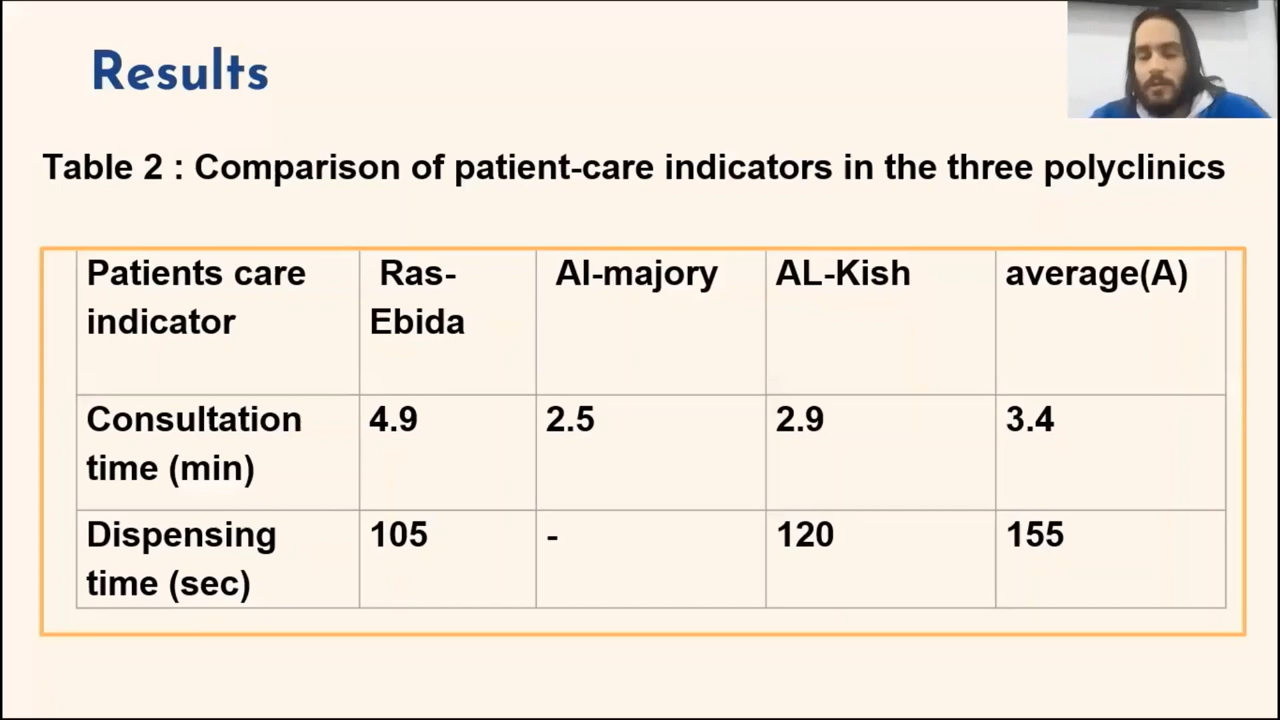 Results
Table 2 : Comparison of patient-care indicators in the three polyclinics
Patients care indicator
Ras-Ebida
Al-majory
AL-Kish
average(A)
Consultation time (min)
4.9
2.5
2.9
3.4
Dispensing time (sec)
105
-
120
155